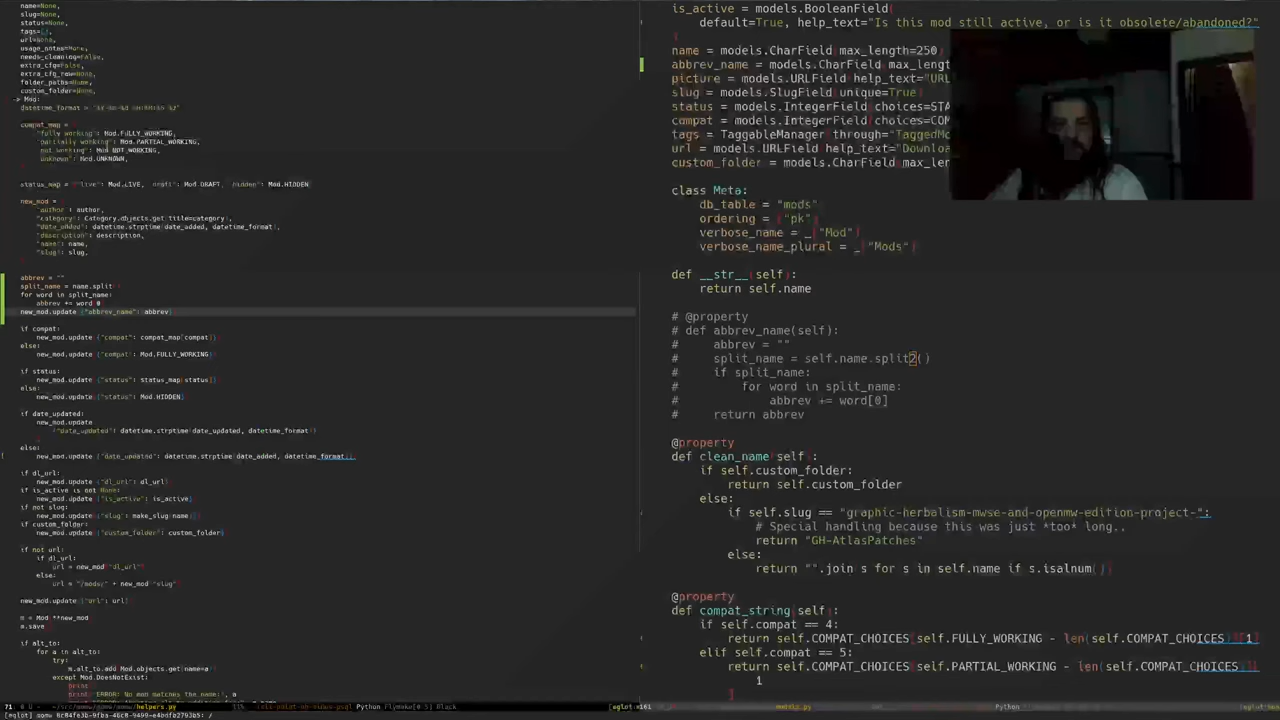 name=None,
slug=None,
status=None,
tags=[],
url=None,
usage_notes=None,
needs_cleaning=False,
extra_cfg=False,
extra_cfg_raw=None,
folder_paths=None,
custom_folder=None,
-> Mod:
compat_map =
"fully working": Mod.FULLY_WORKING,
"partially working": Mod.PARTIAL_WORKING,
"not working": Mod.NOT_WORKING,
"unknown": Mod.UNKNOWN,
status_map = "live": Mod.LIVE, "draft": Mod.DRAFT, "hidden": Mod.HIDDEN
new_mod =
"author": author,
"category": Category.objects.get(title=category),
"date_added": datetime.strptime(date_added, datetime_format),
"description": description,
"name": name,
"slug": slug,
abbrev = ""
split_name = name.split
for word in split_name:
abbrev += word 0
new_mod.update "abbrev_name": abbrev
if compat:
new_mod.update "compat": compat_map[compat]
else:
new_mod.update "compat": Mod.FULLY_WORKING
if status:
new_mod.update "status": status_map[status]
else:
new_mod.update "status": Mod.HIDDEN
if date_updated:
new_mod.update
"date_updated": datetime.strptime(date_updated, datetime_format)
else:
new_mod.update "date_updated": datetime.strptime(date_added, datetime_format)
if dl_url:
new_mod.update "dl_url": dl_url
if is_active is not None:
new_mod.update "is_active": is_active
if not slug:
new_mod.update "slug": make_slug(name)
if custom_folder:
new_mod.update "custom_folder": custom_folder
if not url:
if dl_url:
url = new_mod "dl_url"
else:
url = "/mods/" + new_mod "slug"
new_mod.update "url": url
m = Mod **new_mod
m.save
if alt_to:
for a in alt_to:
try:
m.alt_to.add Mod.objects.get(name=a)
except Mod.DoesNotExist:
print
print "ERROR: No mod matches the name:", a
is_active = models.BooleanField(
default=True, help_text="Is this mod still active, or is it obsolete/abandoned?"
)
name = models.CharField(max_length=250)
abbrev_name = models.CharField(max_lengt
picture = models.URLField(help_text="URL
slug = models.SlugField(unique=True)
status = models.IntegerField(choices=STA
compat = models.IntegerField(choices=COM
tags = TaggableManager(through=TaggedMo
url = models.URLField(help_text="Downloa
custom_folder = models.CharField(max_len
class Meta:
db_table = "mods"
ordering = ["pk"]
verbose_name = _("Mod")
verbose_name_plural = _("Mods")
def __str__(self):
return self.name
# @property
# def abbrev_name(self):
# abbrev = ""
# split_name = self.name.split2()
# if split_name:
# for word in split_name:
# abbrev += word[0]
# return abbrev
@property
def clean_name(self):
if self.custom_folder:
return self.custom_folder
else:
if self.slug == "graphic-herbalism-mwse-and-openmw-edition-project-":
# Special handling because this was just *too* long..
return "GH-AtlasPatches"
else:
return "".join s for s in self.name if s.isalnum()
@property
def compat_string(self):
if self.compat == 4:
return self.COMPAT_CHOICES[self.FULLY_WORKING - len(self.COMPAT_CHOICES)][1
elif self.compat == 5:
return self.COMPAT_CHOICES[self.PARTIAL_WORKING - len(self.COMPAT_CHOICES)]
1
]
helpers.py
Python
Python